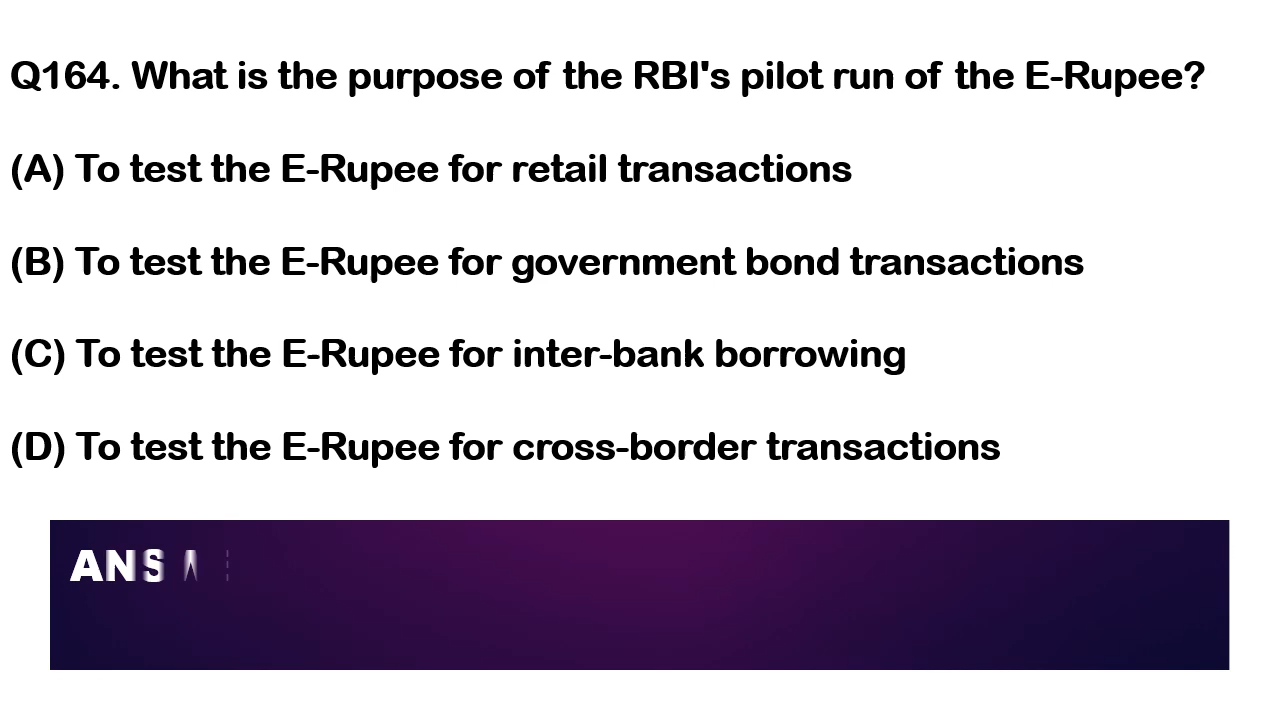 Q164. What is the purpose of the RBI's pilot run of the E-Rupee?
(A) To test the E-Rupee for retail transactions
(B) To test the E-Rupee for government bond transactions
(C) To test the E-Rupee for inter-bank borrowing
(D) To test the E-Rupee for cross-border transactions
ANS